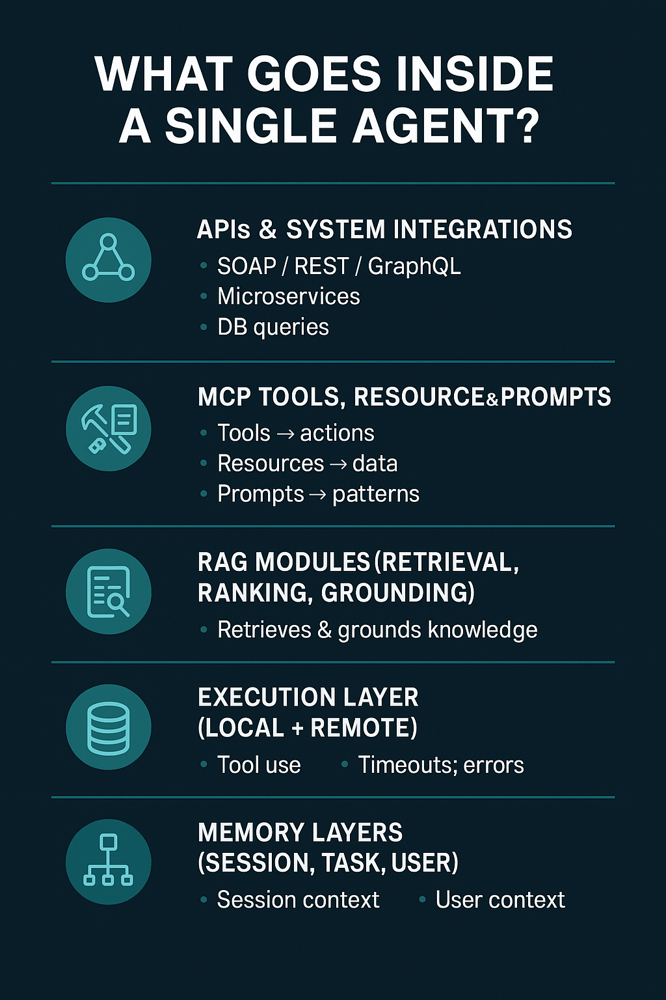 WHAT GOES INSIDE
A SINGLE AGENT?
APIs & SYSTEM INTEGRATIONS
• SOAP / REST / GraphQL
• Microservices
• DB queries
MCP TOOLS, RESOURCE&PROMPTS
• Tools → actions
• Resources → data
• Prompts → patterns
RAG MODULES (RETRIEVAL,
RANKING, GROUNDING)
• Retrieves & grounds knowledge
EXECUTION LAYER
(LOCAL + REMOTE)
• Tool use • Timeouts; errors
MEMORY LAYERS
(SESSION, TASK, USER)
• Session context • User context